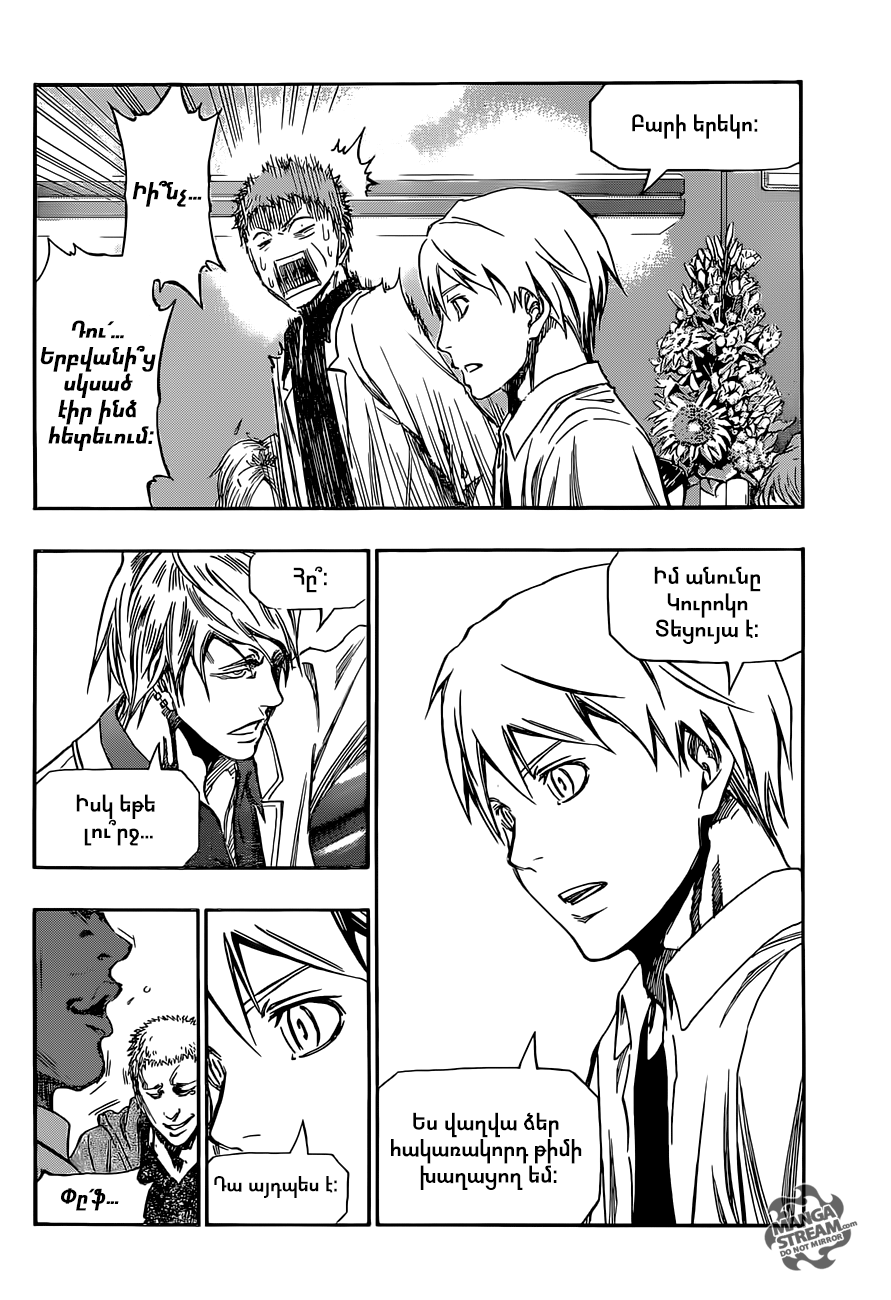 Բարի երեկո:
Իի՞նչ...
Դու՛...
Երբվանի՞ց
սկսած
էիր ինձ
հետեւում:
Իմ անունը
Կուրոկո
Տեցույա է:
Հը՞:
Իսկ եթե
լու՞րջ...
Ես վաղվա ձեր
հակառակորդ թիմի
խաղացող եմ:
Դա այդպես է:
Փը՛ֆ...
MANGA
STREAM.com
DO NOT MIRROR